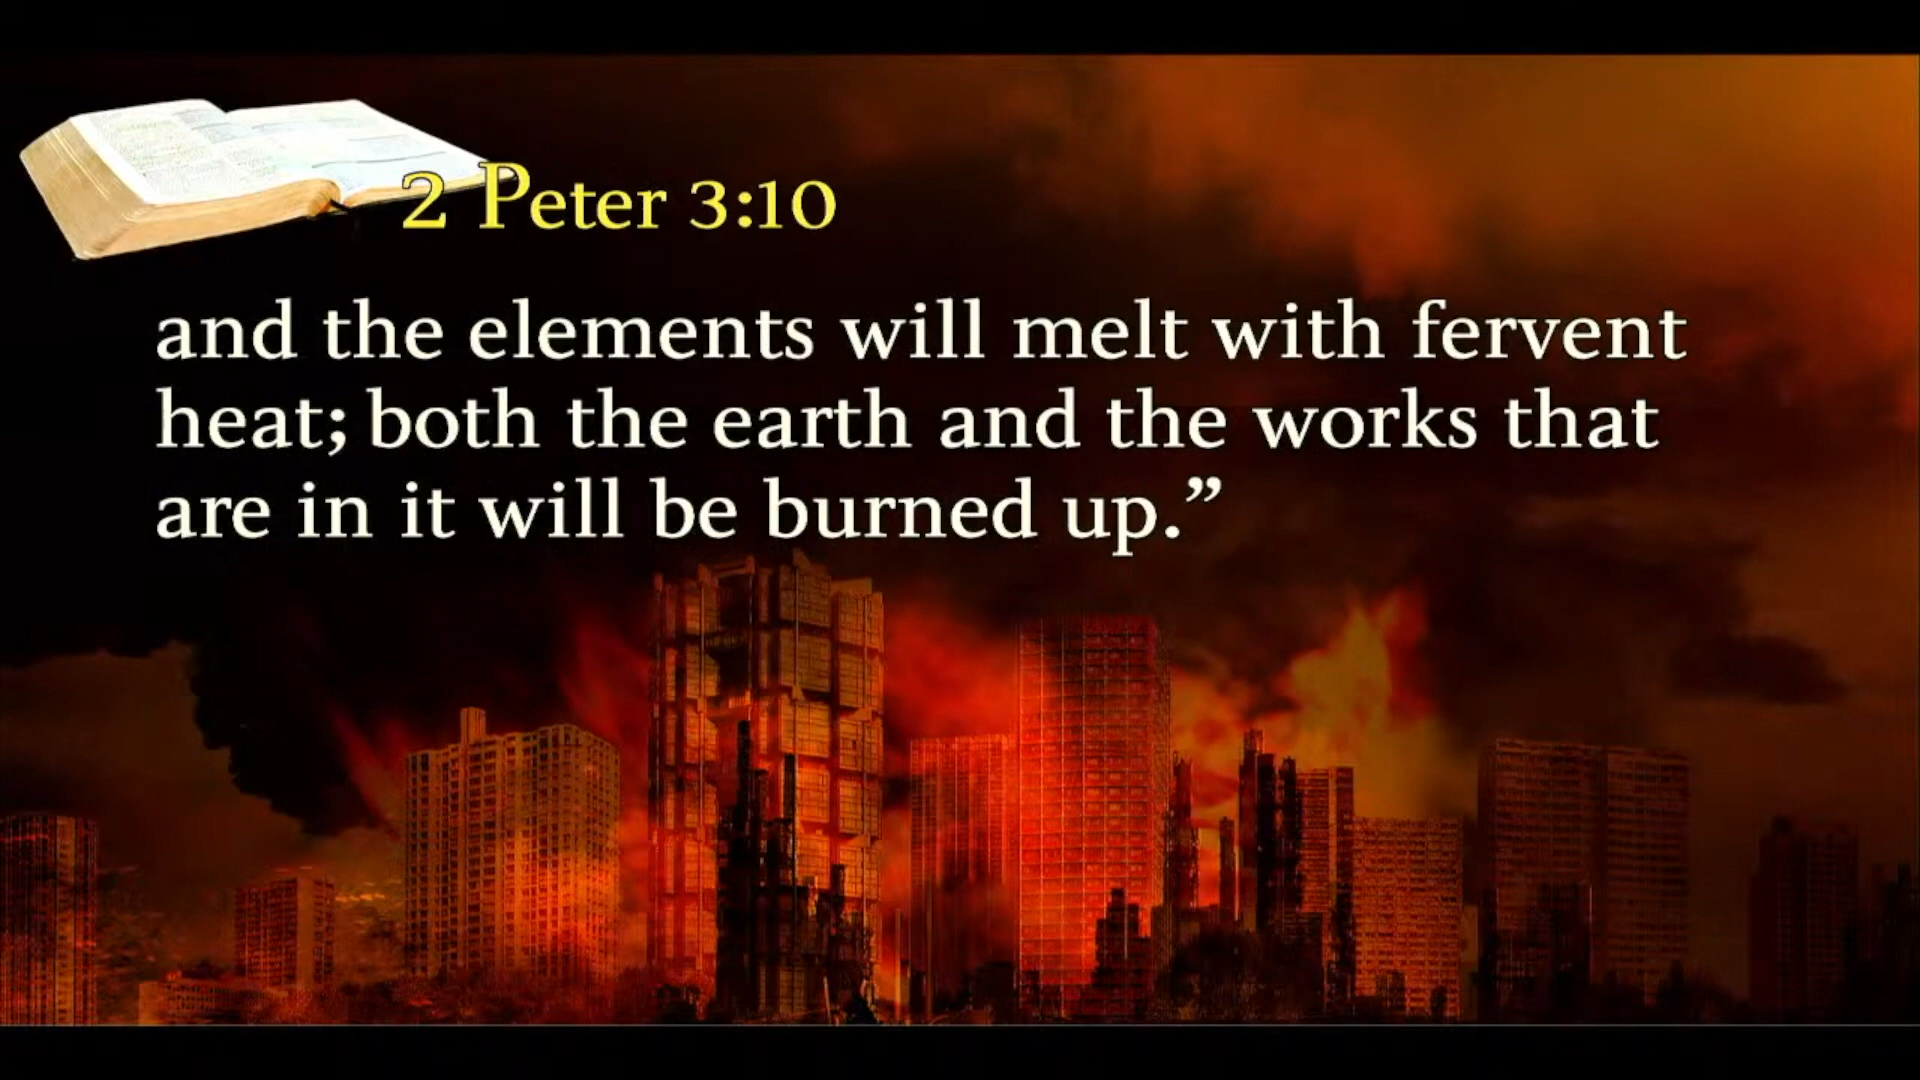 2 Peter 3:10
and the elements will melt with fervent
heat; both the earth and the works that
are in it will be burned up.”